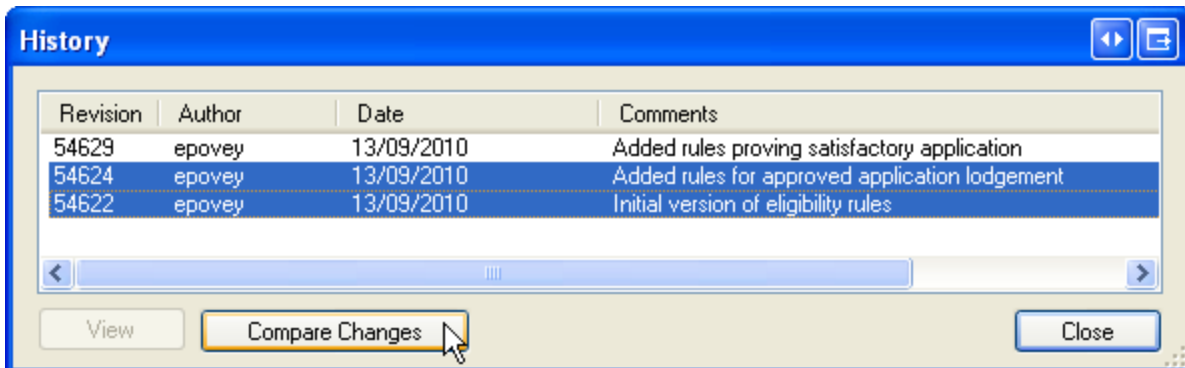 History
Revision Author Date Comments
54629 epovey 13/09/2010 Added rules proving satisfactory application
54624 epovey 13/09/2010 Added rules for approved application lodgement
54622 epovey 13/09/2010 Initial version of eligibility rules
View Compare Changes Close